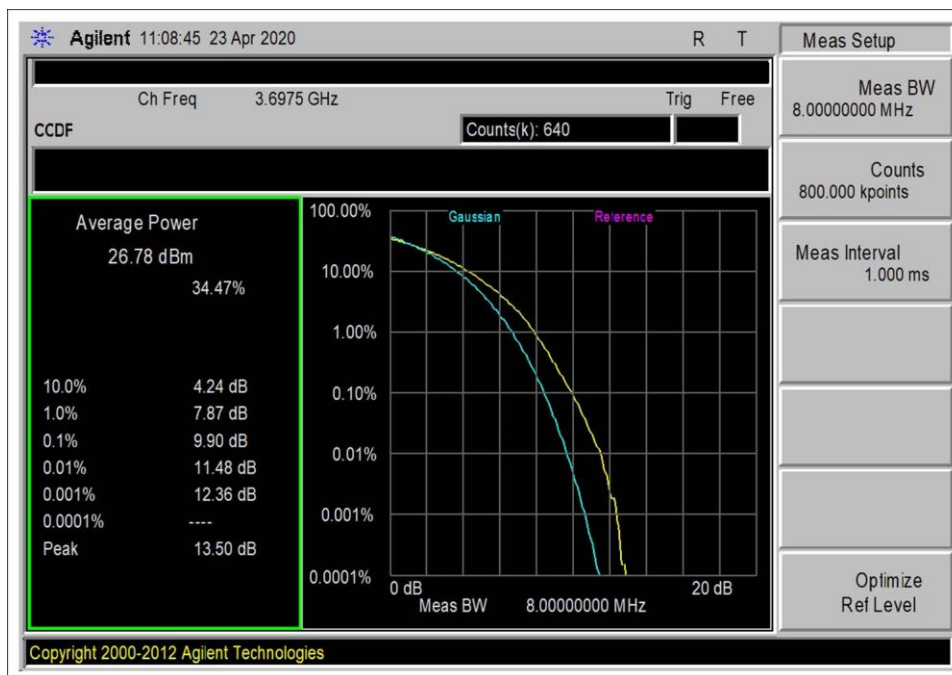 Agilent 11:08:45 23 Apr 2020 R T
Ch Freq 3.6975 GHz Trig Free
CCDF Counts(k): 640
Average Power
26.78 dBm
34.47%
10.0% 4.24 dB
1.0% 7.87 dB
0.1% 9.90 dB
0.01% 11.48 dB
0.001% 12.36 dB
0.0001% ----
Peak 13.50 dB
Gaussian Reference
100.00%
10.00%
1.00%
0.10%
0.01%
0.001%
0.0001%
0 dB 20 dB
Meas BW 8.00000000 MHz
Meas Setup
Meas BW
8.00000000 MHz
Counts
800.000 kpoints
Meas Interval
1.000 ms
Optimize
Ref Level
Copyright 2000-2012 Agilent Technologies